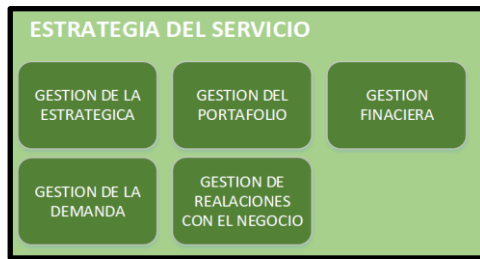 ESTRATEGIA DEL SERVICIO
GESTION DE LA
ESTRATEGICA
GESTION DEL
PORTAFOLIO
GESTION
FINACIERA
GESTION DE LA
DEMANDA
GESTION DE
REALACIONES
CON EL NEGOCIO